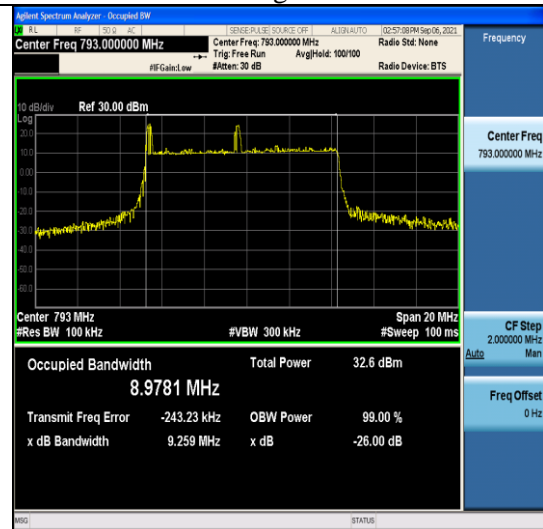 Agilent Spectrum Analyzer - Occupied BW
RL RF 50 Ω AC SENSE:PULSE SOURCE OFF ALIGNAUTO 02:57:08PM Sep 06, 2021
Center Freq 793.000000 MHz Center Freq: 793.000000 MHz Radio Std: None
Trig: Free Run Avg|Hold: 100/100
#IFGain:Low #Atten: 30 dB Radio Device: BTS
Frequency
10 dB/div Ref 30.00 dBm
Log
20.0
10.0
0.00
-10.0
-20.0
-30.0
-40.0
-50.0
-60.0
Center 793 MHz Span 20 MHz
#Res BW 100 kHz #VBW 300 kHz #Sweep 100 ms
Center Freq
793.000000 MHz
CF Step
2.000000 MHz
Auto Man
Freq Offset
0 Hz
Occupied Bandwidth Total Power 32.6 dBm
8.9781 MHz
Transmit Freq Error -243.23 kHz OBW Power 99.00 %
x dB Bandwidth 9.259 MHz x dB -26.00 dB
MSG STATUS